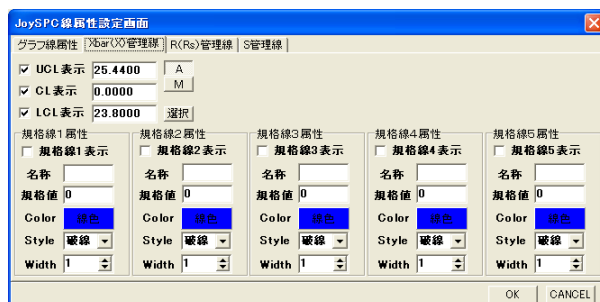 JoySPC線属性設定画面
グラフ線属性 Xbar(X)管理線 R(Rs)管理線 S管理線
UCL表示 25.4400 A
CL表示 0.0000 M
LCL表示 23.8000 選択
規格線1属性 規格線2属性 規格線3属性 規格線4属性 規格線5属性
規格線1表示 規格線2表示 規格線3表示 規格線4表示 規格線5表示
名称 名称 名称 名称 名称
規格値 0 規格値 0 規格値 0 規格値 0 規格値 0
Color 線色 Color 線色 Color 線色 Color 線色 Color 線色
Style 破線 Style 破線 Style 破線 Style 破線 Style 破線
Width 1 Width 1 Width 1 Width 1 Width 1
OK CANCEL